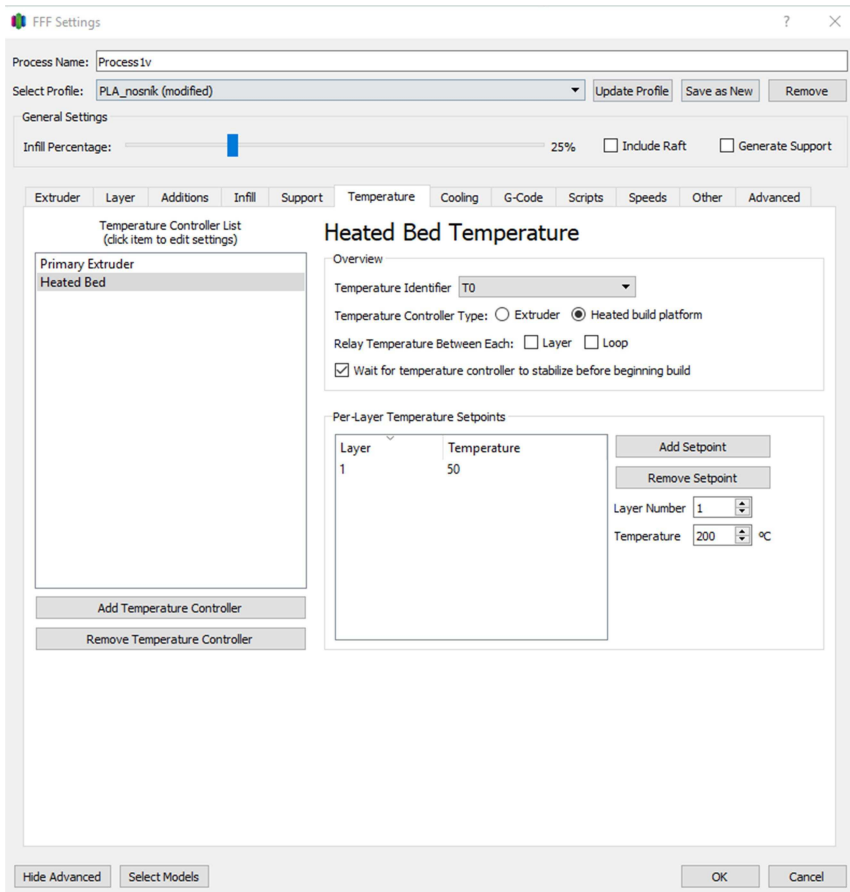 FFF Settings
?
Process Name: Process1v
Select Profile: PLA_nosník (modified) Update Profile Save as New Remove
General Settings
Infill Percentage: 25% Include Raft Generate Support
Extruder Layer Additions Infill Support Temperature Cooling G-Code Scripts Speeds Other Advanced
Temperature Controller List
(click item to edit settings)
Primary Extruder
Heated Bed
Add Temperature Controller
Remove Temperature Controller
Heated Bed Temperature
Overview
Temperature Identifier T0
Temperature Controller Type: Extruder Heated build platform
Relay Temperature Between Each: Layer Loop
Wait for temperature controller to stabilize before beginning build
Per-Layer Temperature Setpoints
Layer Temperature
1 50
Add Setpoint
Remove Setpoint
Layer Number 1
Temperature 200 ºC
Hide Advanced Select Models OK Cancel